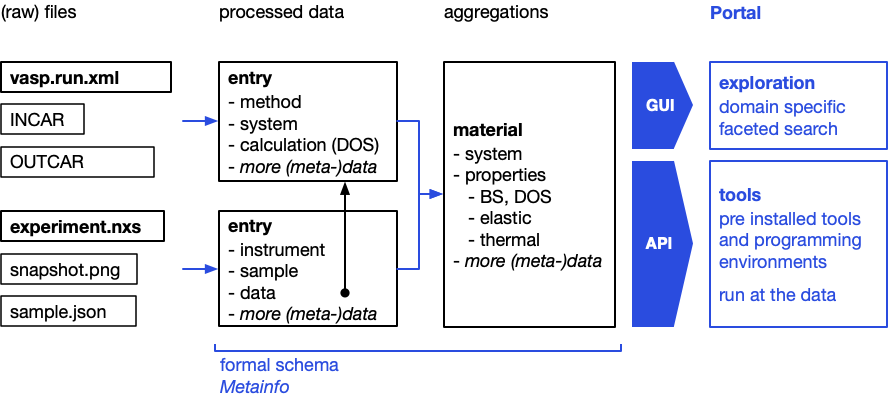 (raw) files
processed data
aggregations
Portal
vasp.run.xml
INCAR
OUTCAR
experiment.nxs
snapshot.png
sample.json
entry
- method
- system
- calculation (DOS)
- more (meta-)data
entry
- instrument
- sample
- data
- more (meta-)data
material
- system
- properties
- BS, DOS
- elastic
- thermal
- more (meta-)data
GUI
API
exploration
domain specific
faceted search
tools
pre installed tools
and programming
environments
run at the data
formal schema
Metainfo